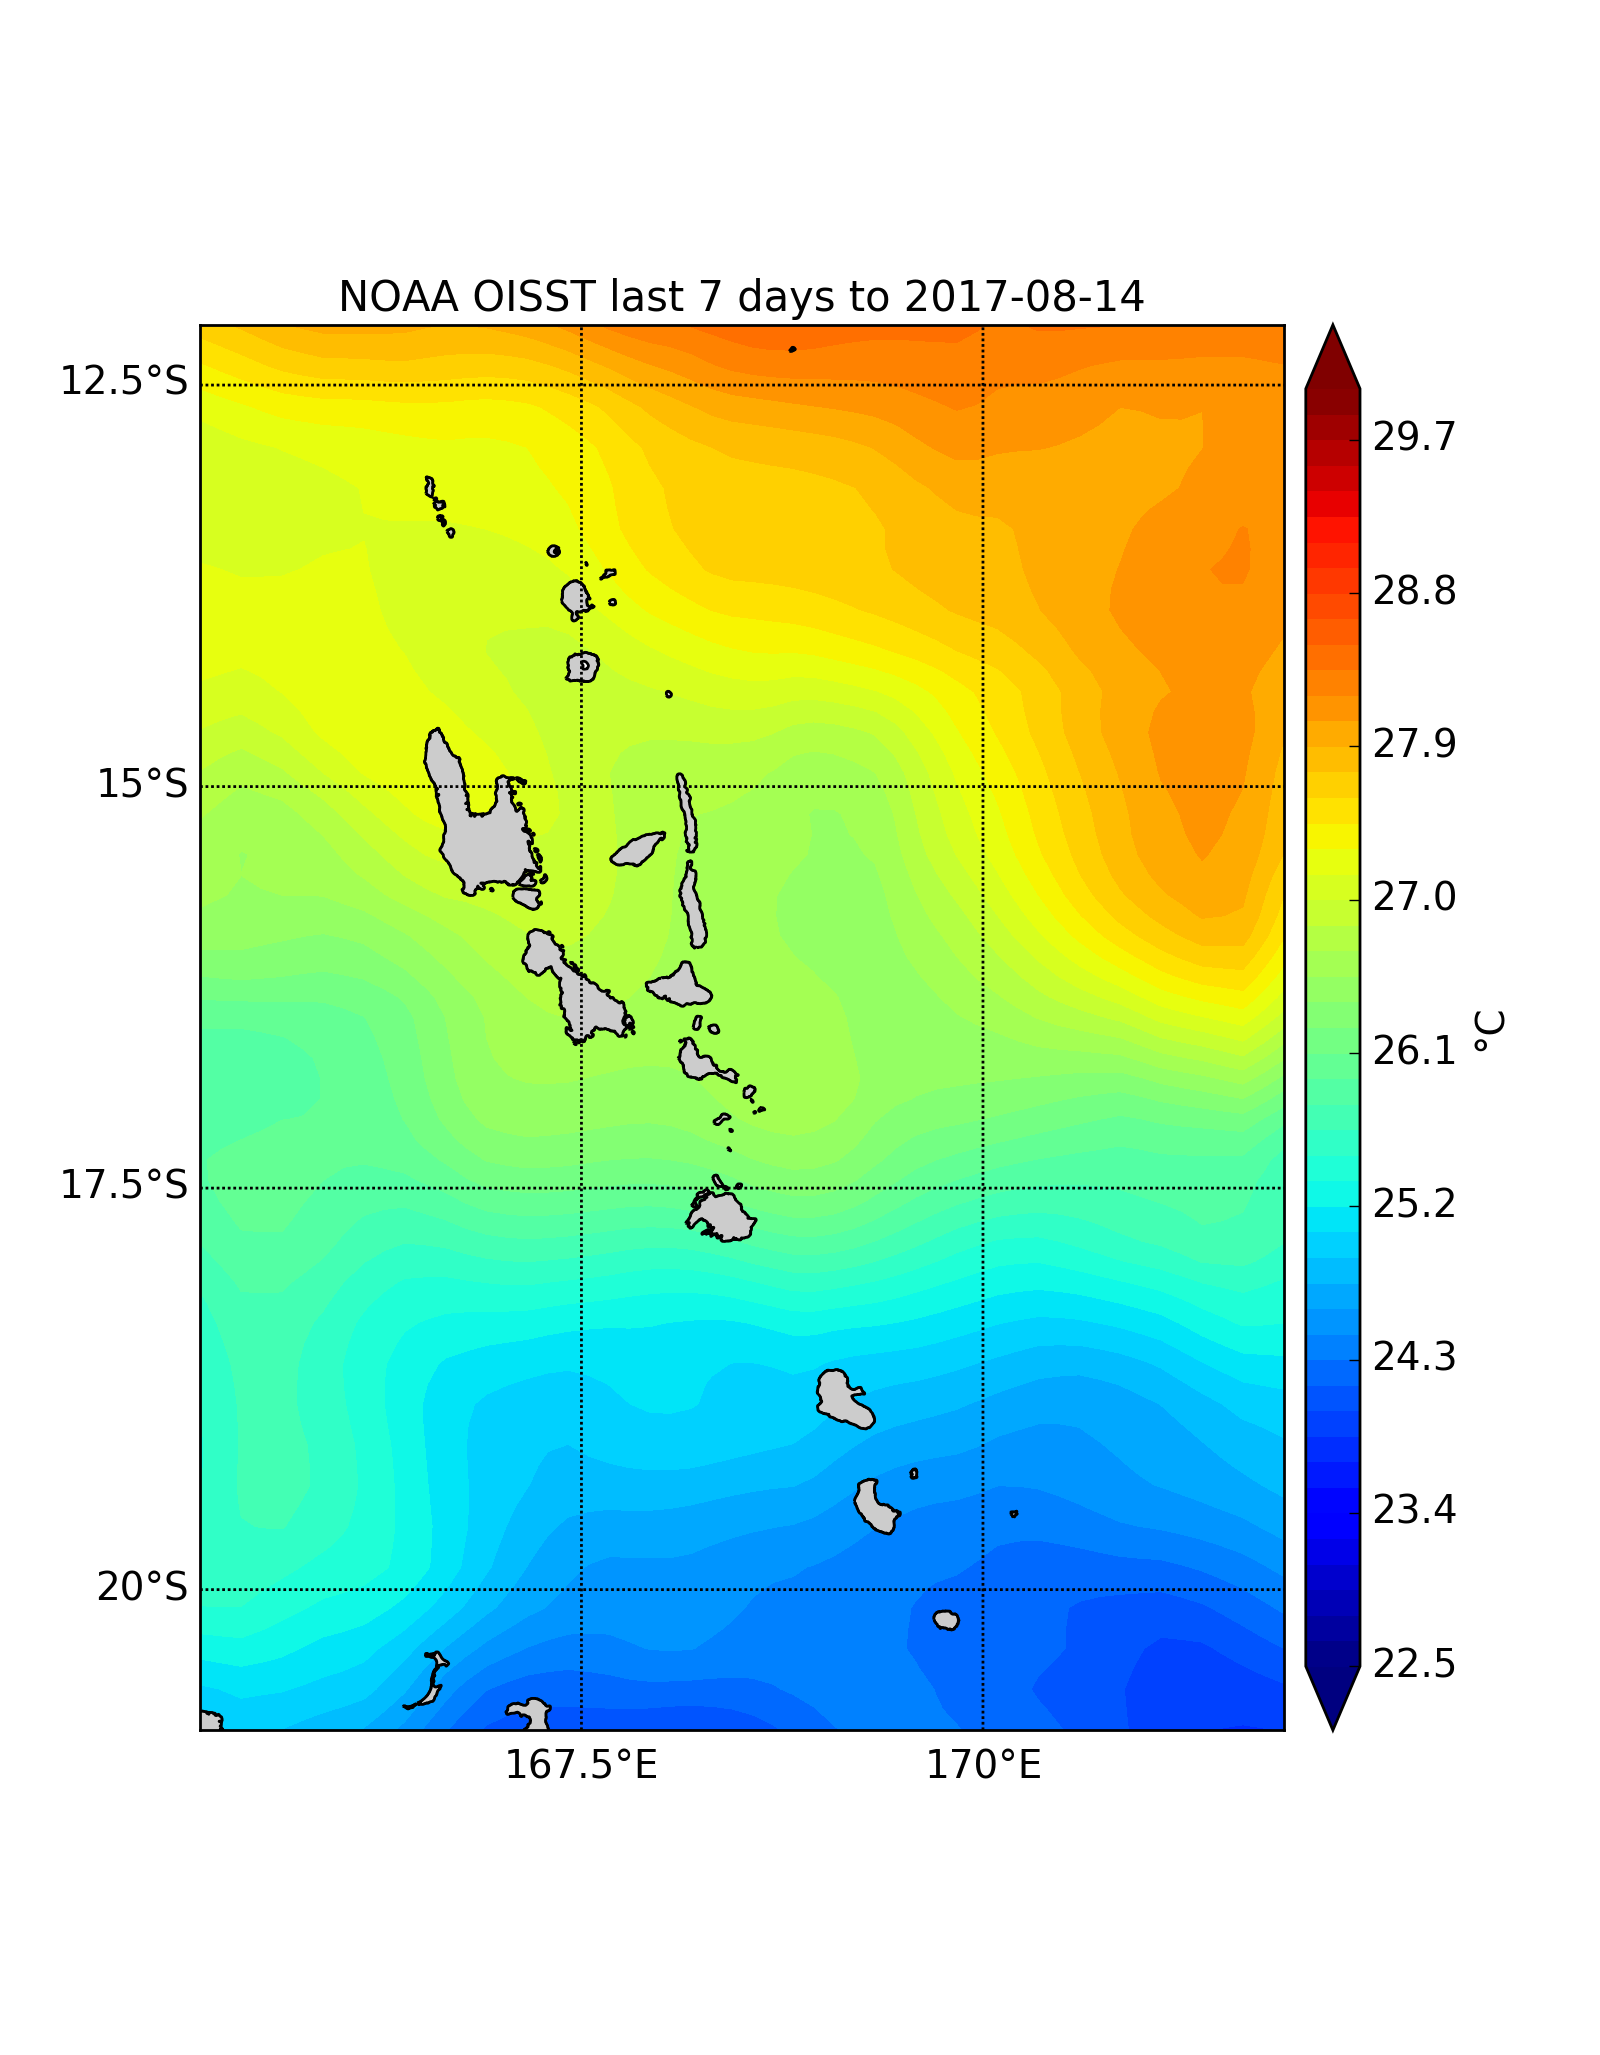 NOAA OISST last 7 days to 2017-08-14
12.5°S
15°S
17.5°S
20°S
167.5°E
170°E
29.7
28.8
27.9
27.0
26.1
25.2
24.3
23.4
22.5
°C